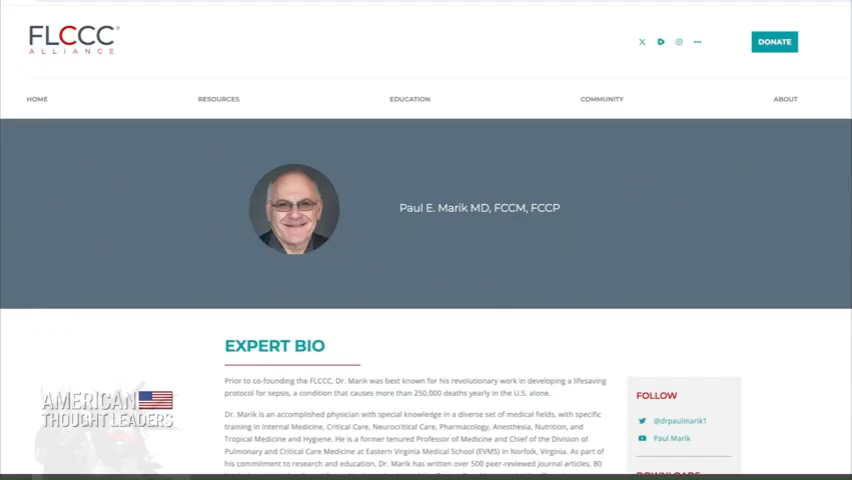 FLCCC®
ALLIANCE
DONATE
HOME RESOURCES EDUCATION COMMUNITY ABOUT
Paul E. Marik MD, FCCM, FCCP
EXPERT BIO
Prior to co-founding the FLCCC, Dr. Marik was best known for his revolutionary work in developing a lifesaving
protocol for sepsis, a condition that causes more than 250,000 deaths yearly in the U.S. alone.
Dr. Marik is an accomplished physician with special knowledge in a diverse set of medical fields, with specific
training in Internal Medicine, Critical Care, Neurocritical Care, Pharmacology, Anesthesia, Nutrition, and
Tropical Medicine and Hygiene. He is a former tenured Professor of Medicine and Chief of the Division of
Pulmonary and Critical Care Medicine at Eastern Virginia Medical School (EVMS) in Norfolk, Virginia. As part of
his commitment to research and education, Dr. Marik has written over 500 peer-reviewed journal articles, 80
FOLLOW
@drpaulmarik1
Paul Marik
DOWNLOADS
AMERICAN
THOUGHT LEADERS